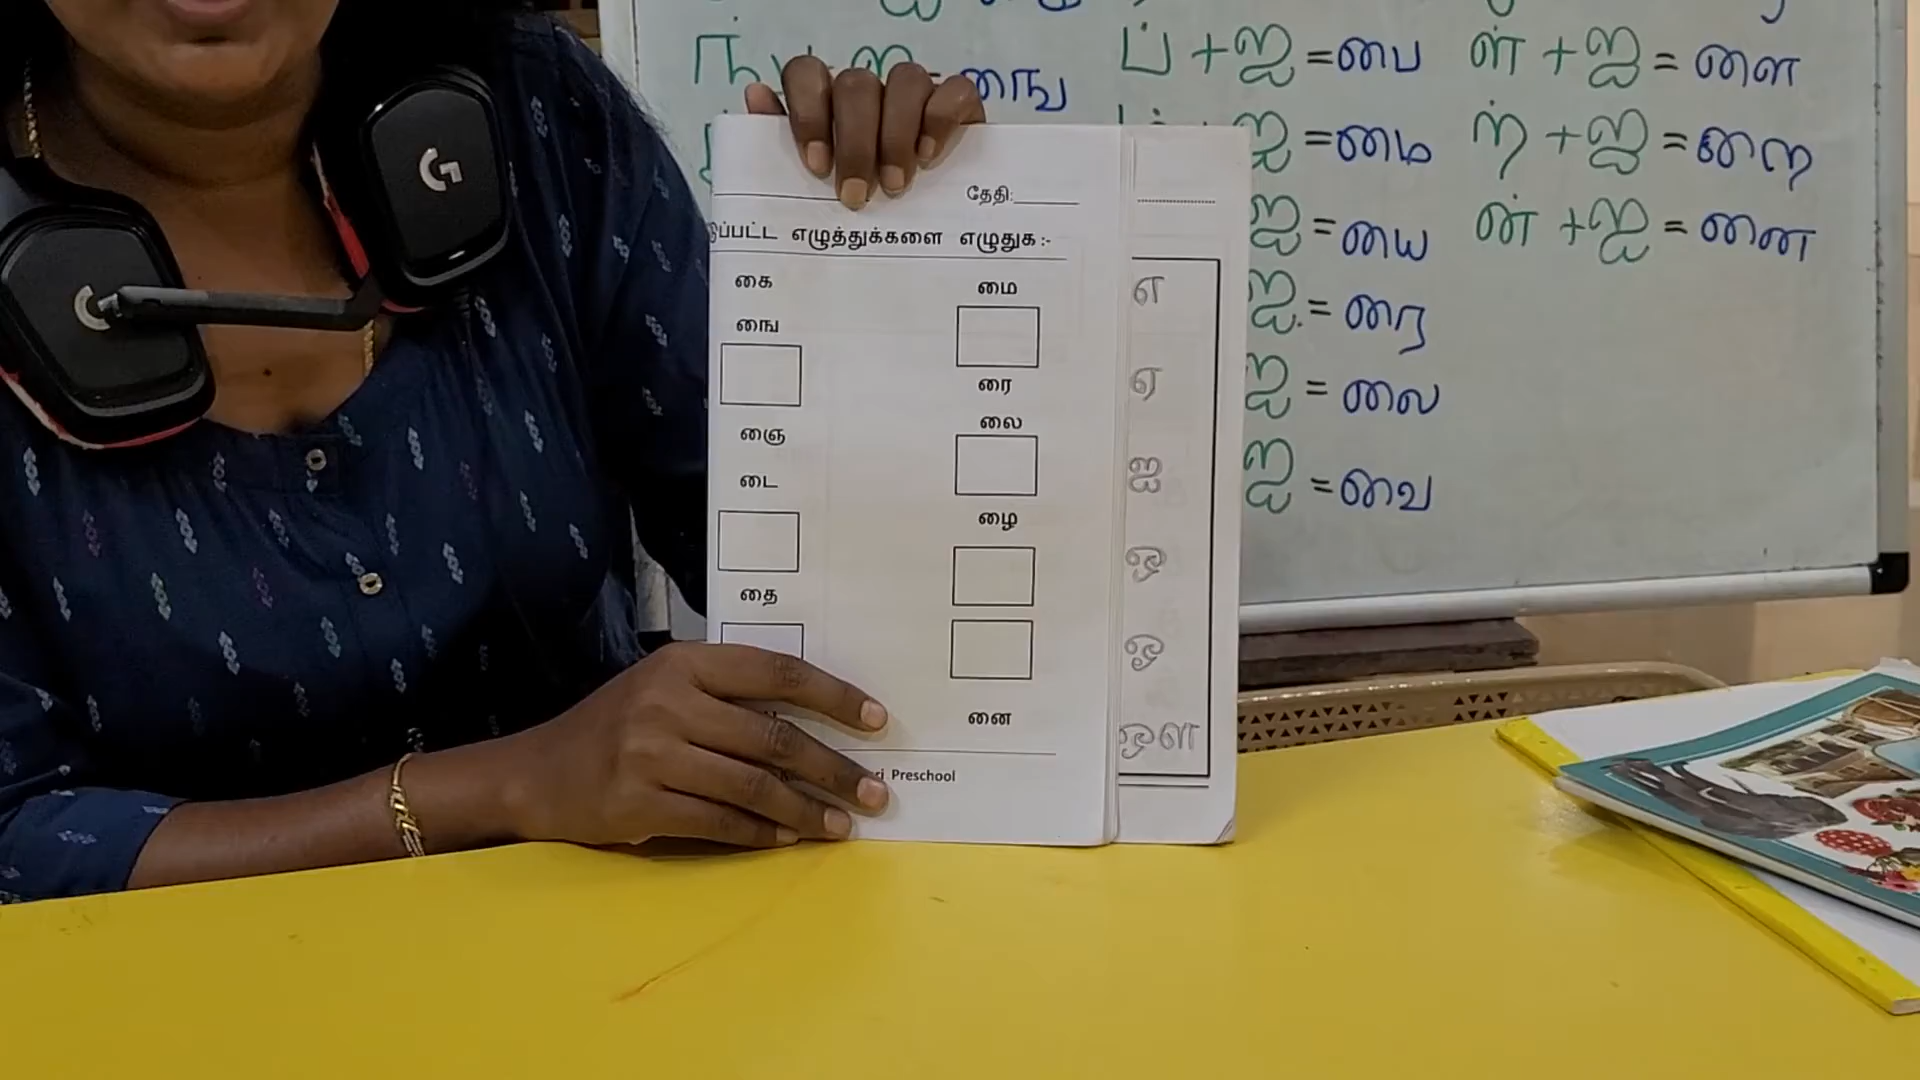 தேதி:
எழுத்துக்களை எழுதுக :-
கை
ஙை
ஞை
டை
தை
மை
ரை
லை
ழை
னை
Preschool
எ
ஏ
ஐ
ஒ
ஓ
ஔ
ங் + ஐ = ஙை
ப் + ஐ = பை
ஐ = மை
ஐ = யை
ஐ = ரை
ஐ = லை
ஐ = வை
ள் + ஐ = ளை
ற் + ஐ = றை
ன் + ஐ = னை